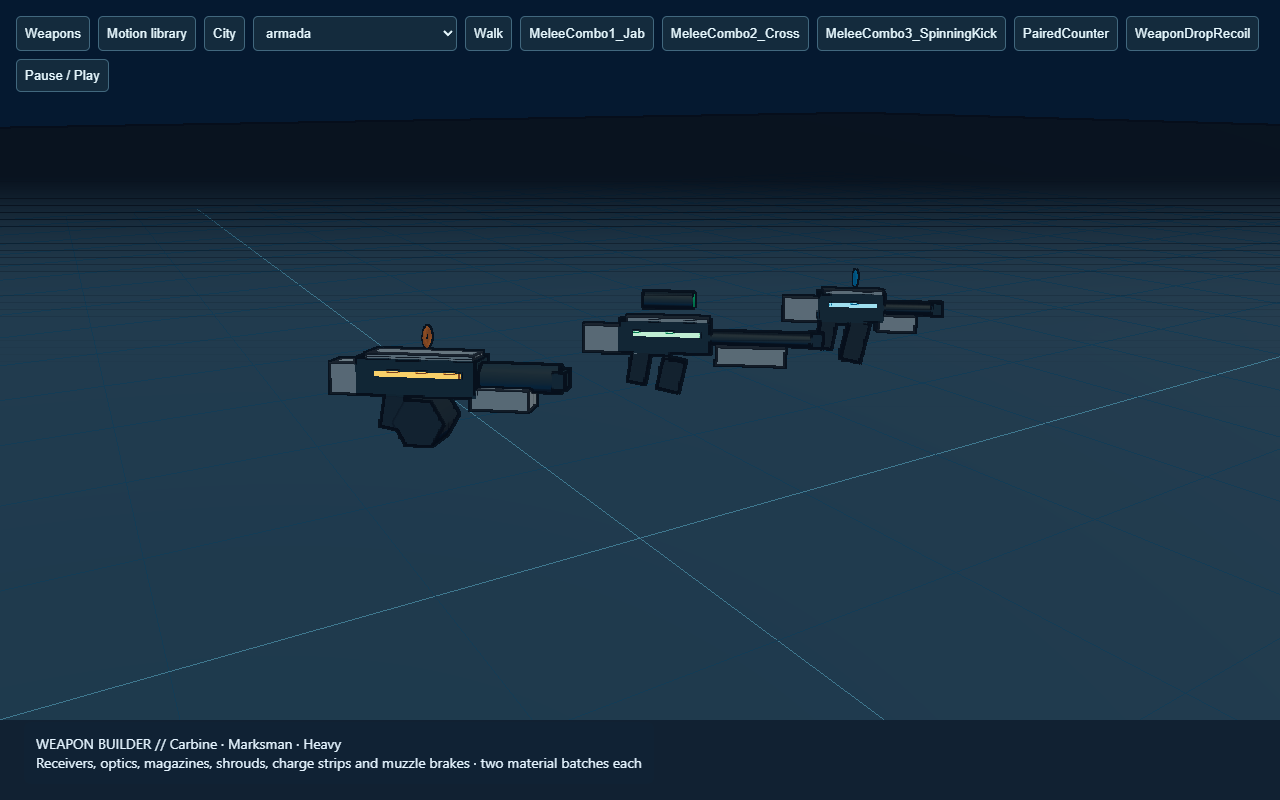 Weapons Motion library City armada Walk MeleeCombo1_Jab MeleeCombo2_Cross MeleeCombo3_SpinningKick PairedCounter WeaponDropRecoil
Pause / Play
WEAPON BUILDER // Carbine · Marksman · Heavy
Receivers, optics, magazines, shrouds, charge strips and muzzle brakes · two material batches each